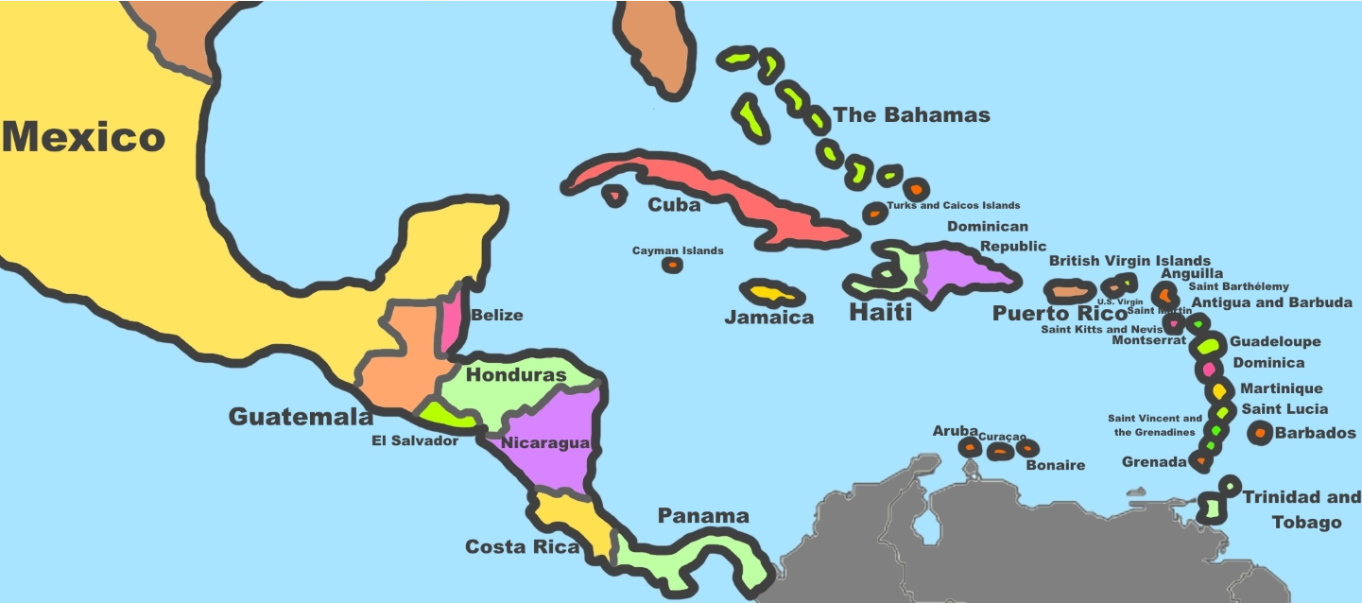 Mexico
The Bahamas
Cuba
Turks and Caicos Islands
Dominican
Republic
Cayman Islands
British Virgin Islands
Anguilla
Saint Barthélemy
Antigua and Barbuda
U.S. Virgin
Saint Martin
Jamaica
Haiti
Puerto Rico
Saint Kitts and Nevis
Montserrat
Belize
Guadeloupe
Dominica
Honduras
Martinique
Guatemala
Saint Lucia
Saint Vincent and
the Grenadines
El Salvador
Nicaragua
Aruba
Curaçao
Bonaire
Barbados
Grenada
Trinidad and
Tobago
Panama
Costa Rica